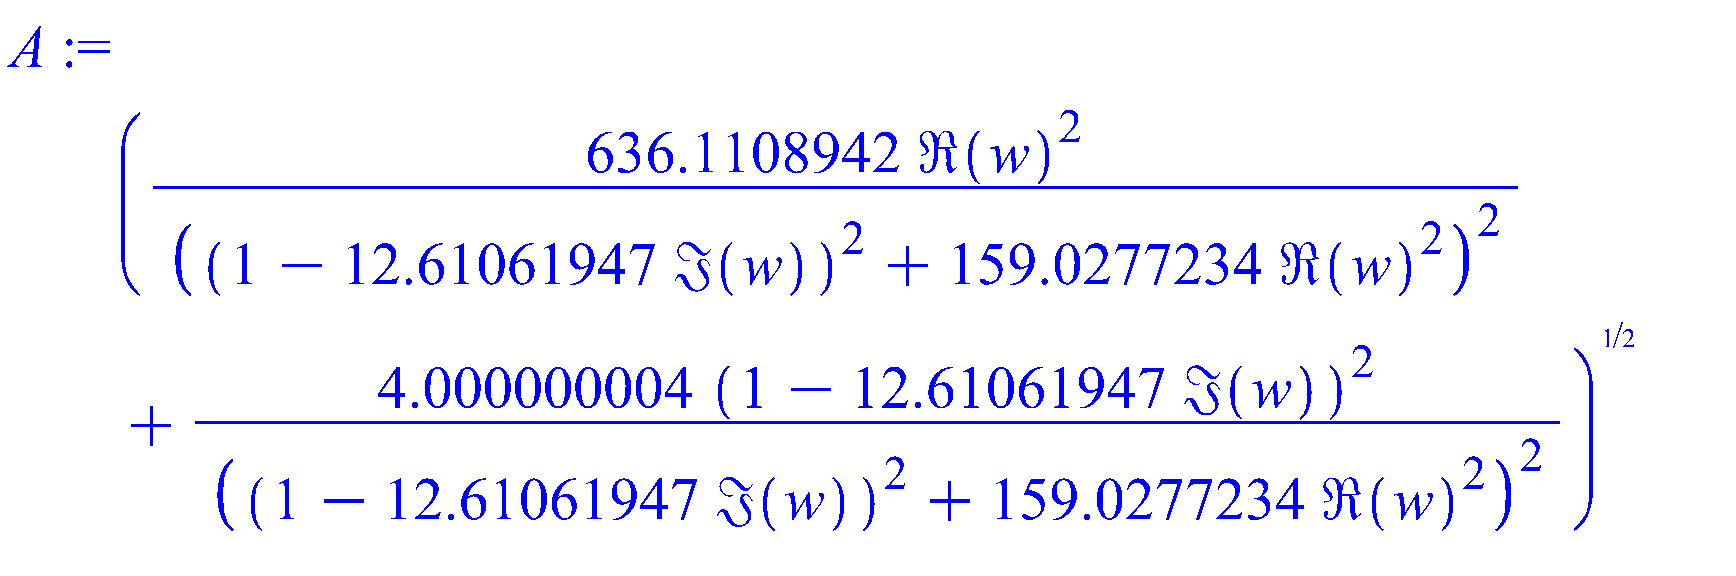 A :=
( 636.1108942 ℜ(w)^2
((1 − 12.61061947 ℑ(w))^2 + 159.0277234 ℜ(w)^2)^2
+ 4.000000004 (1 − 12.61061947 ℑ(w))^2 )^1/2
((1 − 12.61061947 ℑ(w))^2 + 159.0277234 ℜ(w)^2)^2